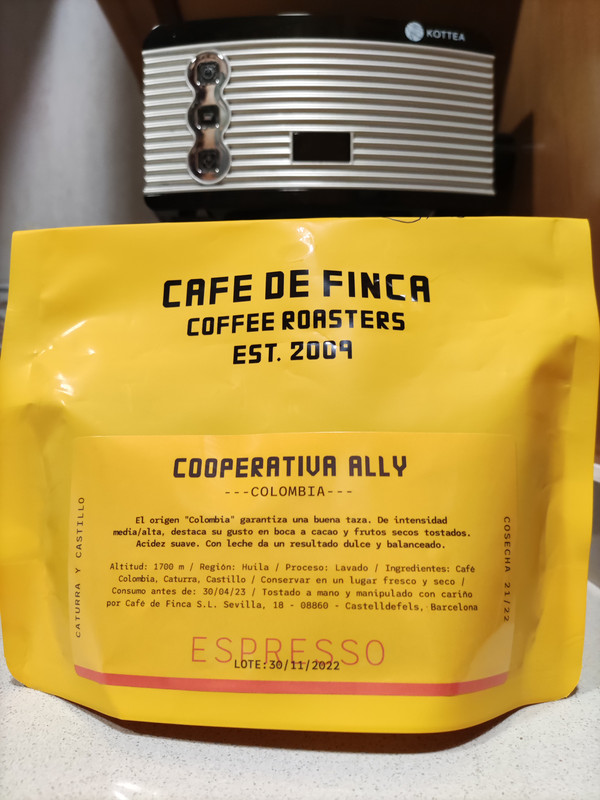 KOTTEA
CAFE DE FINCA
COFFEE ROASTERS
EST. 2009
COOPERATIVA ALLY
---COLOMBIA---
El origen "Colombia" garantiza una buena taza. De intensidad
media/alta, destaca su gusto en boca a cacao y frutos secos tostados.
Acidez suave. Con leche da un resultado dulce y balanceado.
Altitud: 1700 m / Región: Huila / Proceso: Lavado / Ingredientes: Café
Colombia, Caturra, Castillo / Conservar en un lugar fresco y seco /
Consumo antes de: 30/04/23 / Tostado a mano y manipulado con cariño
por Café de Finca S.L. Sevilla, 18 - 08860 - Castelldefels, Barcelona
CATURRA Y CASTILLO
COSECHA 21/22
ESPRESSO
LOTE:30/11/2022